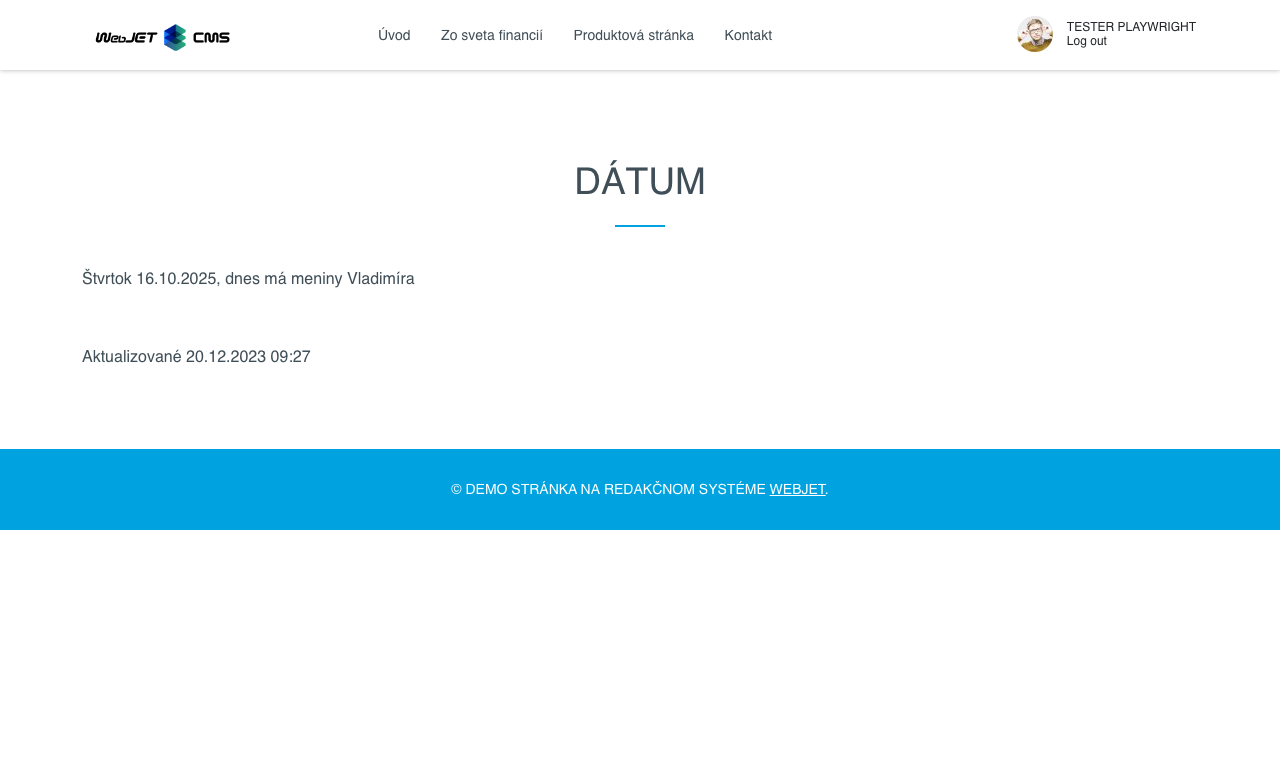 WebJET CMS
Úvod
Zo sveta financií
Produktová stránka
Kontakt
TESTER PLAYWRIGHT
Log out
DÁTUM
Štvrtok 16.10.2025, dnes má meniny Vladimíra
Aktualizované 20.12.2023 09:27
© DEMO STRÁNKA NA REDAKČNOM SYSTÉME WEBJET.